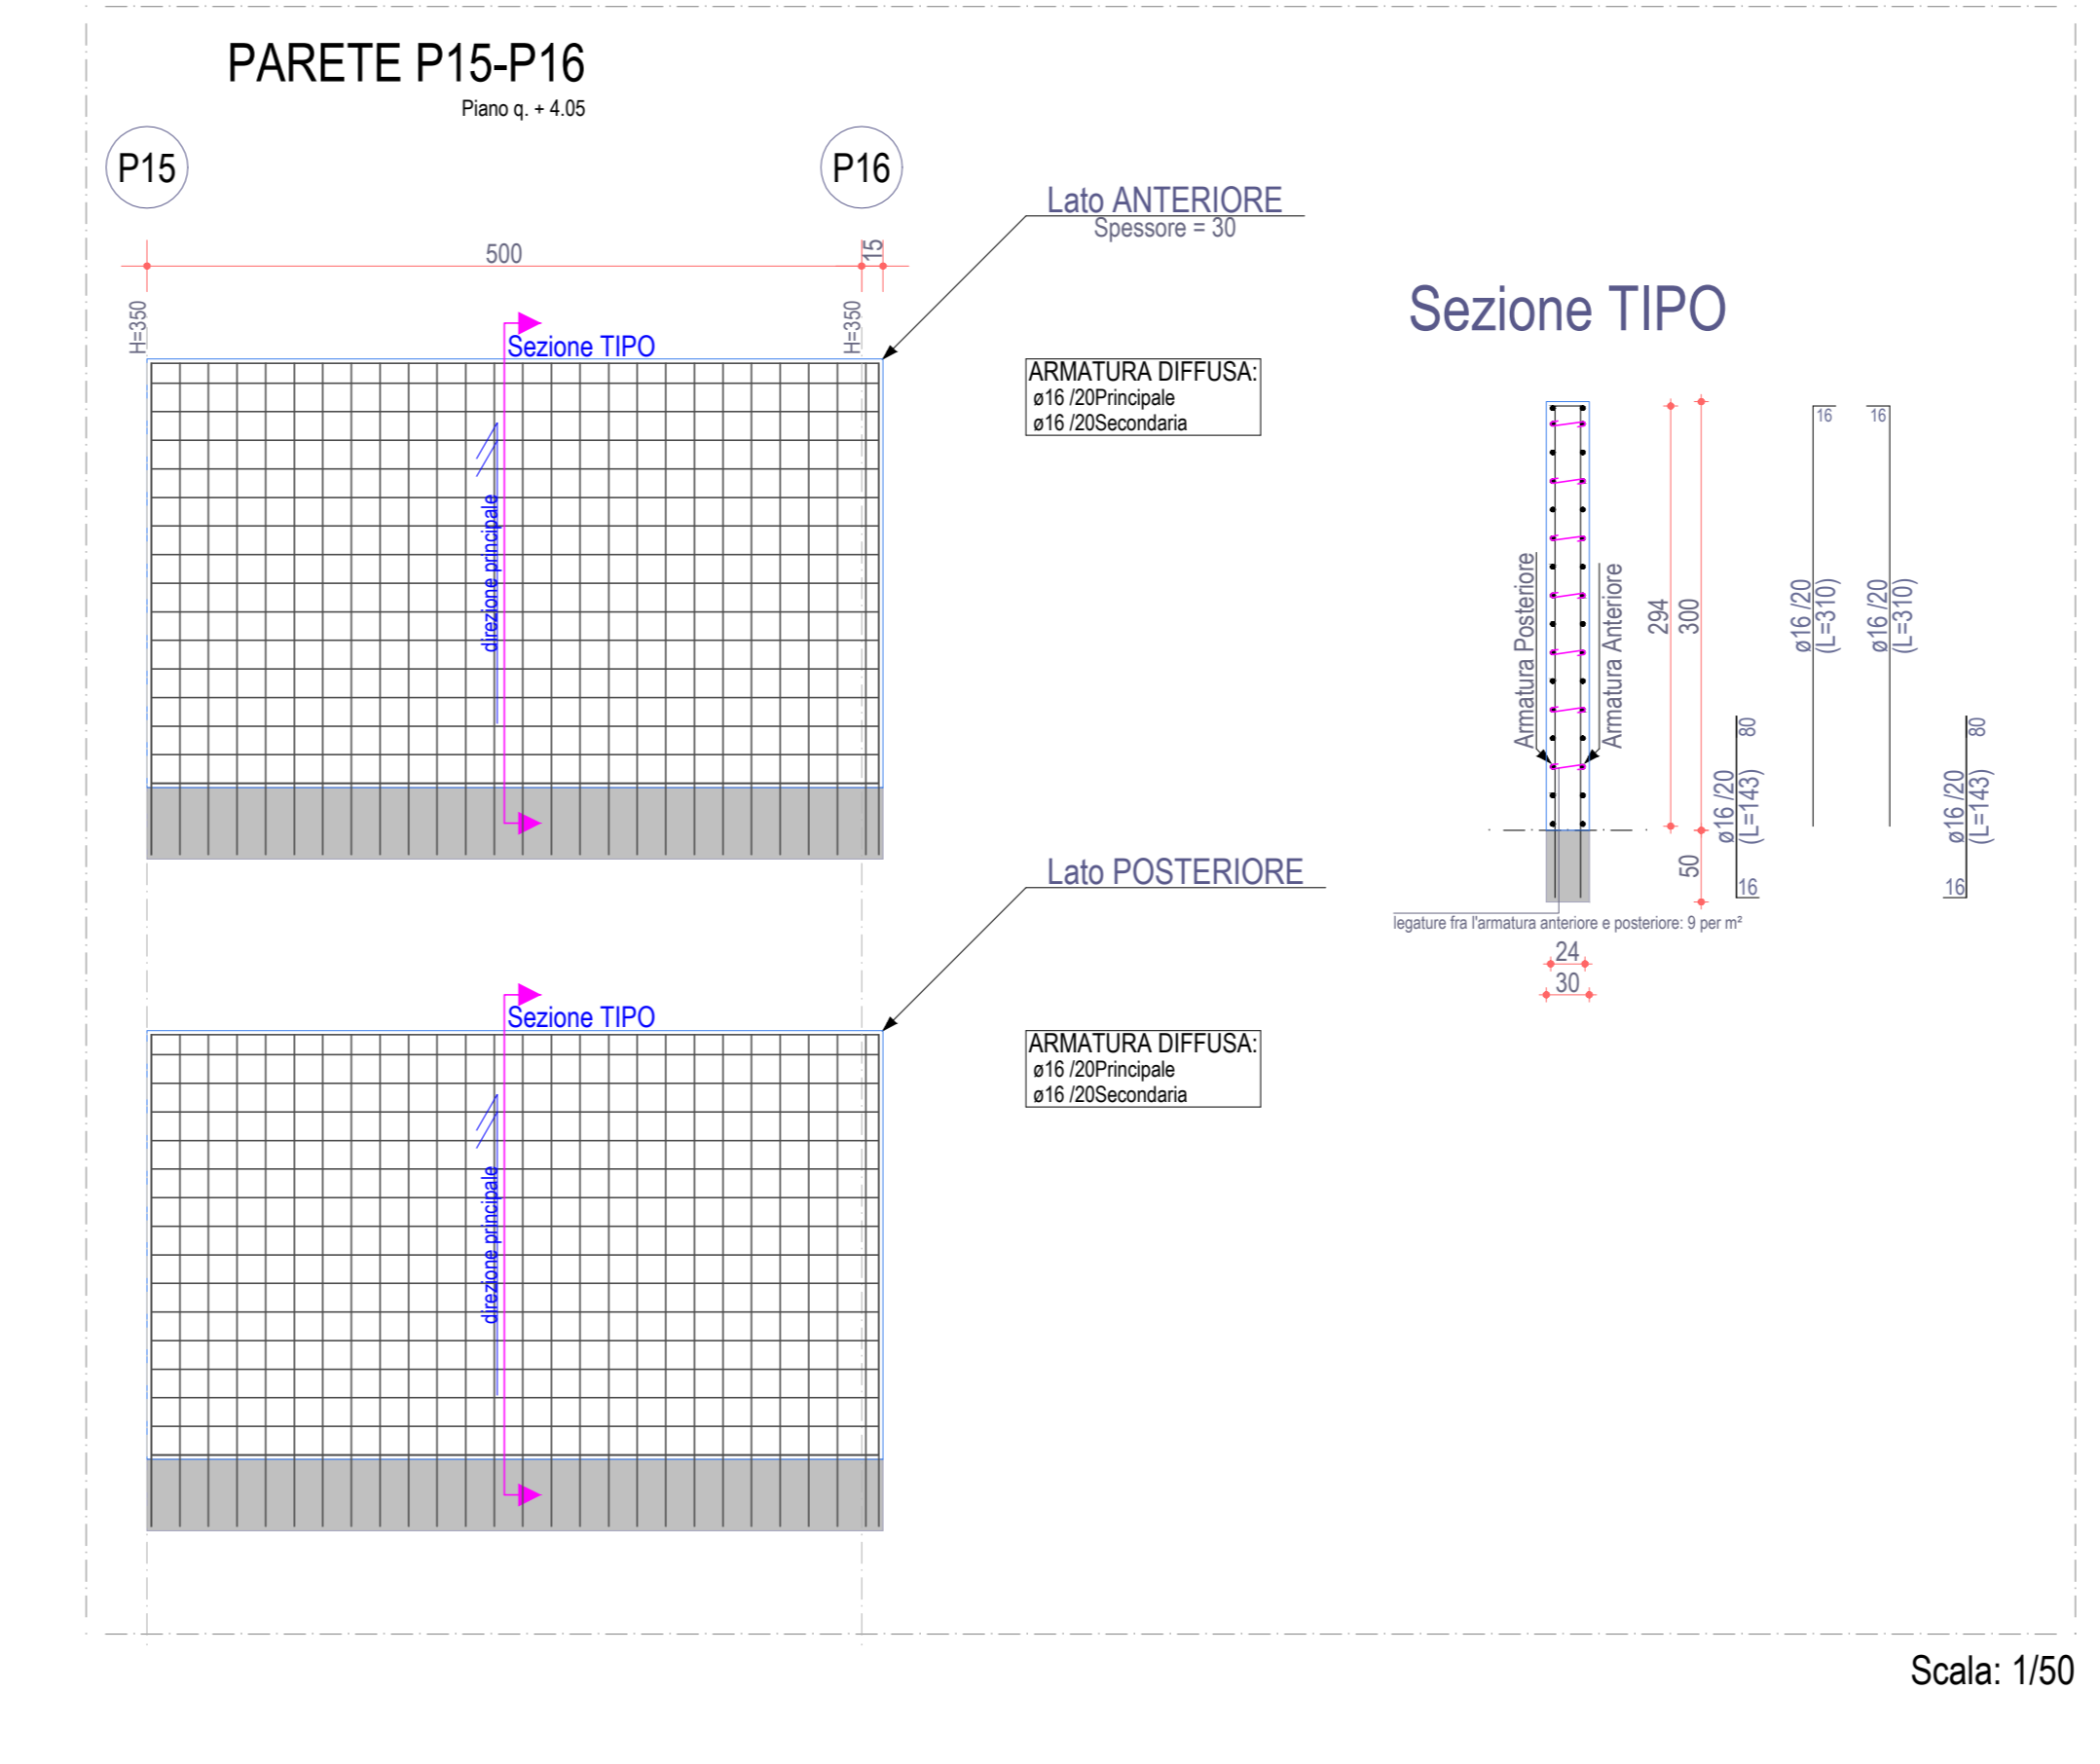 PARETE P15-P16
Piano q. + 4.05
P15
P16
500
15
H=350
H=350
Lato ANTERIORE
Spessore = 30
Sezione TIPO
direzione principale
ARMATURA DIFFUSA:
ø16 /20Principale
ø16 /20Secondaria
Sezione TIPO
Armatura Posteriore
Armatura Anteriore
294
300
50
16
16
ø16 /20
(L=310)
ø16 /20
(L=310)
80
ø16 /20
(L=143)
16
80
ø16 /20
(L=143)
16
legature fra l'armatura anteriore e posteriore: 9 per m²
24
30
Lato POSTERIORE
Sezione TIPO
direzione principale
ARMATURA DIFFUSA:
ø16 /20Principale
ø16 /20Secondaria
Scala: 1/50